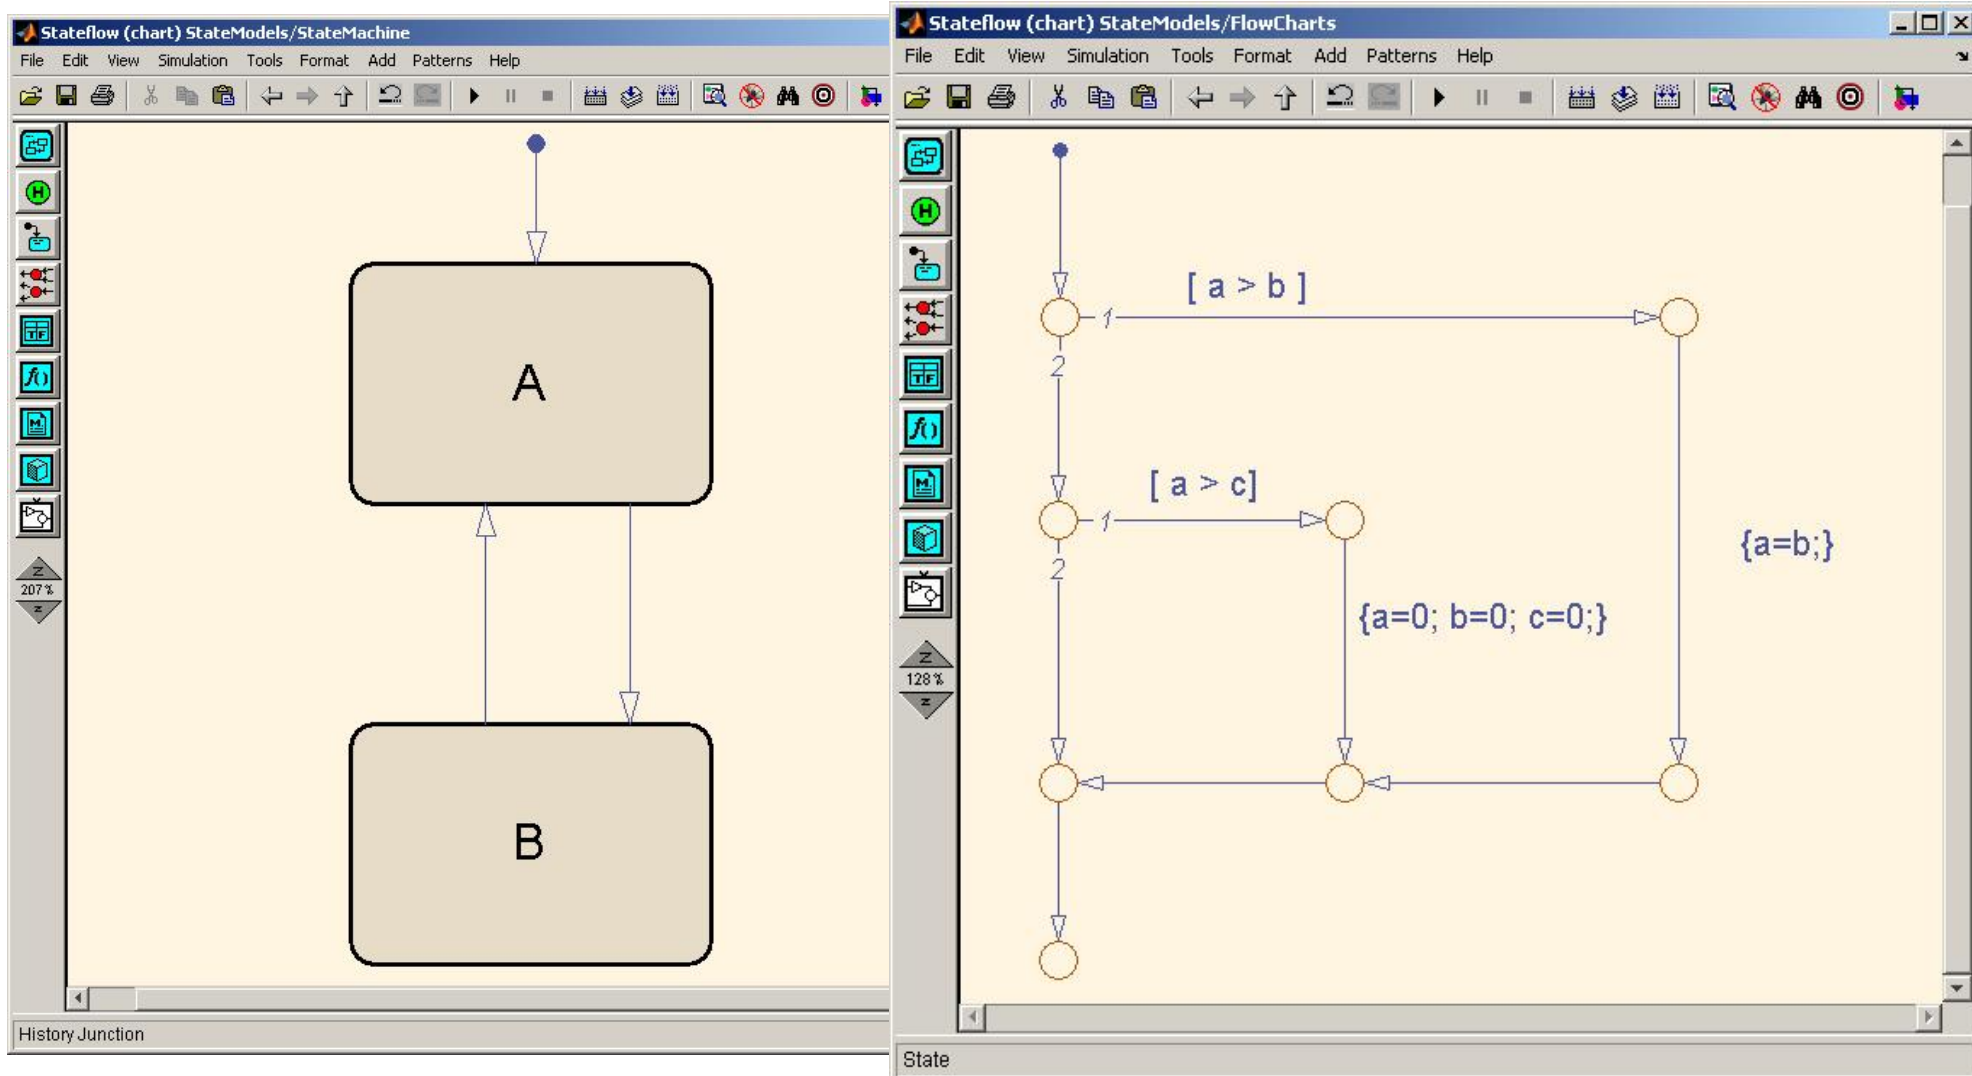 Stateflow (chart) StateModels/StateMachine
File Edit View Simulation Tools Format Add Patterns Help
H
TF
f()
M
Z
207%
Z
A
B
History Junction
Stateflow (chart) StateModels/FlowCharts
File Edit View Simulation Tools Format Add Patterns Help
H
TF
f()
M
Z
128%
Z
[ a > b ]
1
2
[ a > c]
1
2
{a=b;}
{a=0; b=0; c=0;}
State